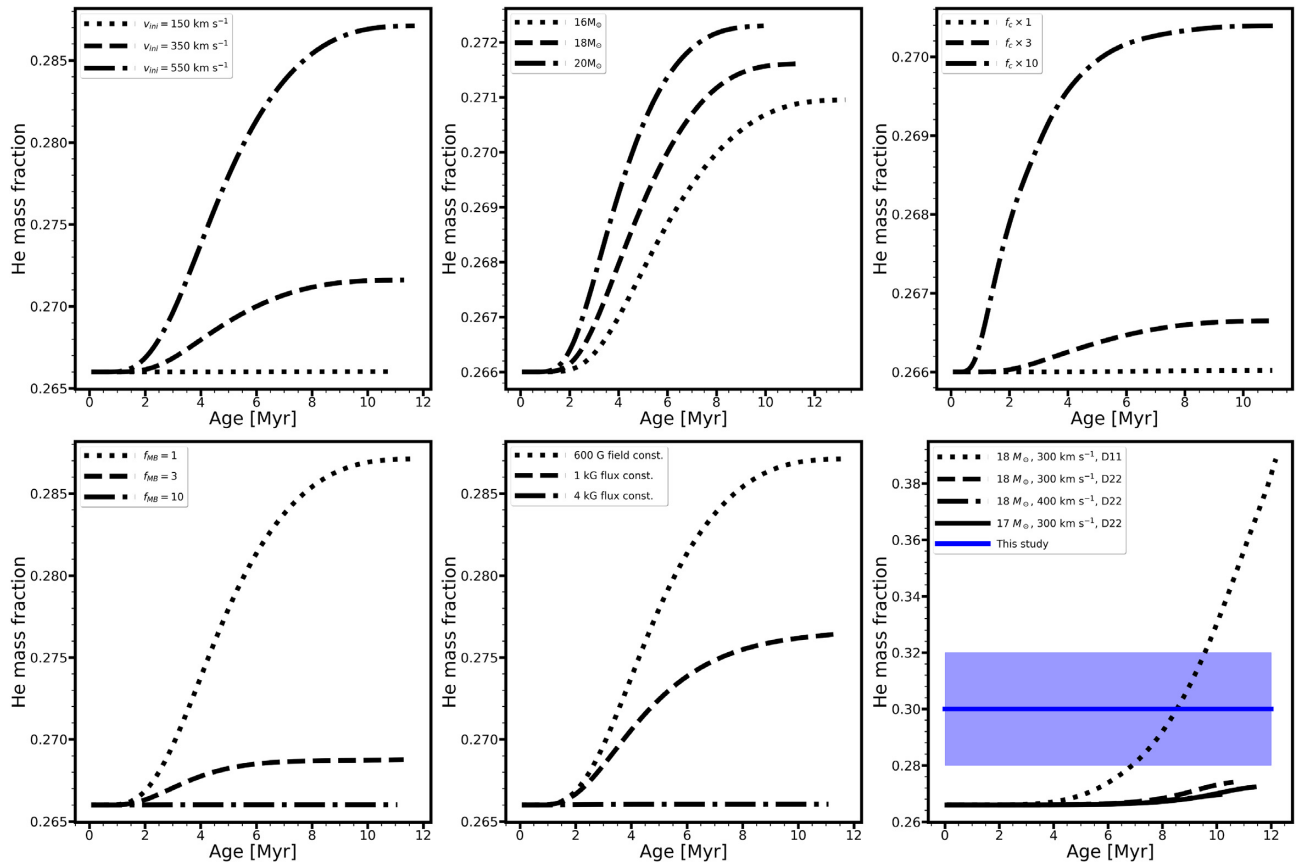 v_ini = 150 km s⁻¹
v_ini = 350 km s⁻¹
v_ini = 550 km s⁻¹
0.285
0.280
0.275
0.270
0.265
He mass fraction
0 2 4 6 8 10 12
Age [Myr]
16M⊙
18M⊙
20M⊙
0.272
0.271
0.270
0.269
0.268
0.267
0.266
He mass fraction
0 2 4 6 8 10 12
Age [Myr]
f_c × 1
f_c × 3
f_c × 10
0.270
0.269
0.268
0.267
0.266
He mass fraction
0 2 4 6 8 10 12
Age [Myr]
f_MB = 1
f_MB = 3
f_MB = 10
0.285
0.280
0.275
0.270
0.265
He mass fraction
0 2 4 6 8 10 12
Age [Myr]
600 G field const.
1 kG flux const.
4 kG flux const.
0.285
0.280
0.275
0.270
0.265
He mass fraction
0 2 4 6 8 10 12
Age [Myr]
18 M⊙, 300 km s⁻¹, D11
18 M⊙, 300 km s⁻¹, D22
18 M⊙, 400 km s⁻¹, D22
17 M⊙, 300 km s⁻¹, D22
This study
0.38
0.36
0.34
0.32
0.30
0.28
0.26
He mass fraction
0 2 4 6 8 10 12
Age [Myr]